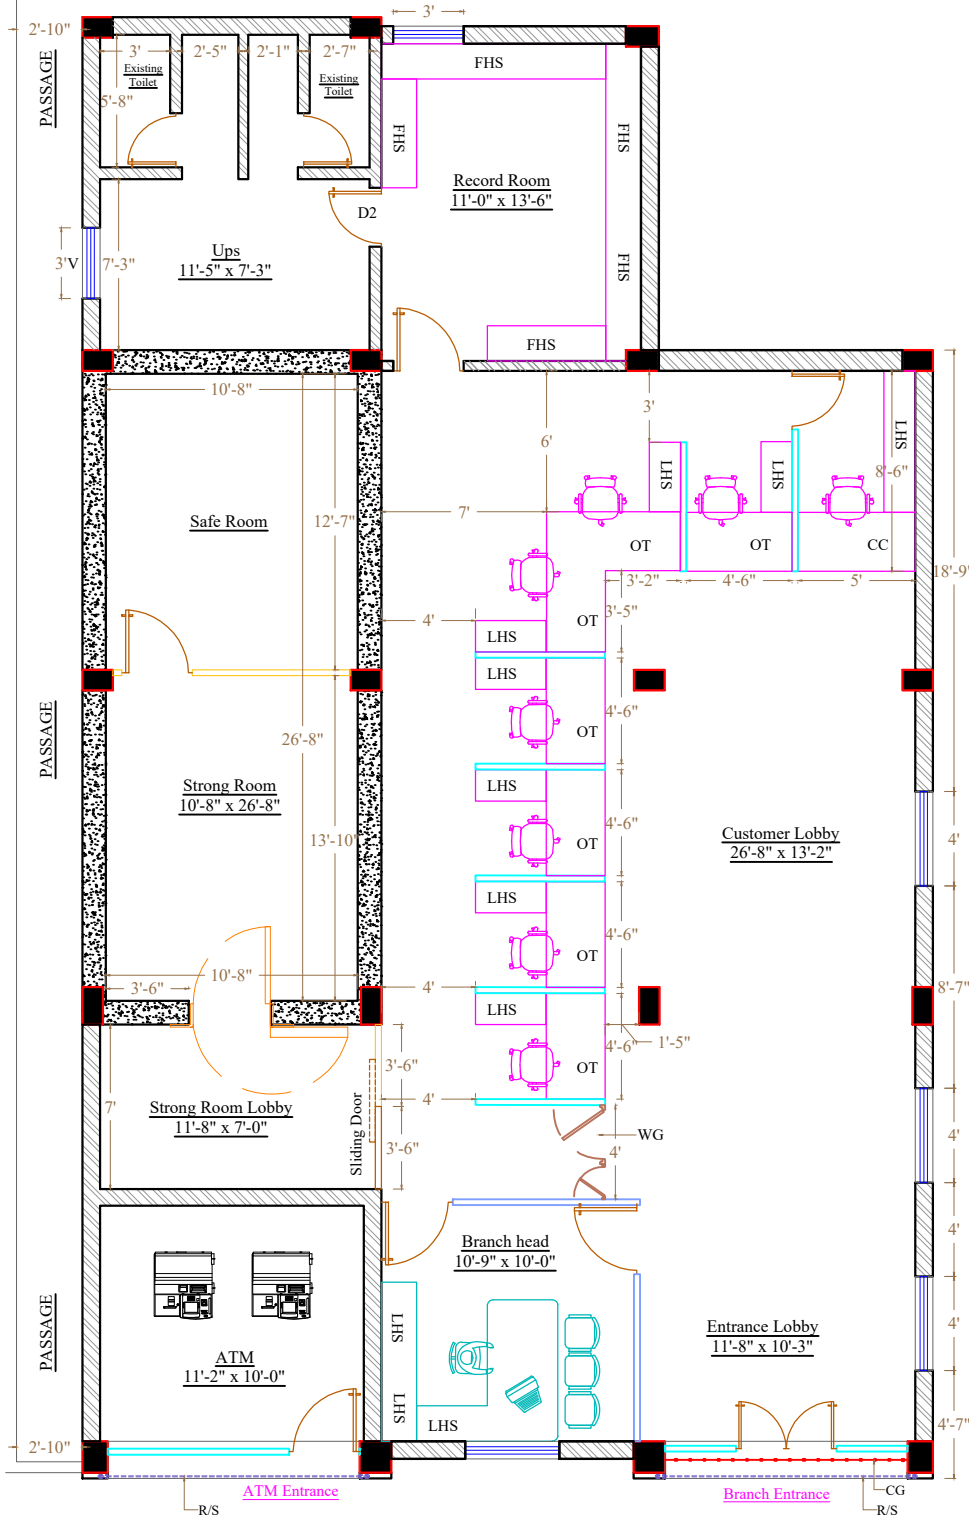 3'
2'-10"
PASSAGE
3'
2'-5"
2'-1"
2'-7"
Existing
Toilet
Existing
Toilet
5'-8"
FHS
FHS
FHS
Record Room
11'-0" x 13'-6"
D2
Ups
11'-5" x 7'-3"
3'
V
7'-3"
FHS
FHS
10'-8"
3'
6'
LHS
LHS
LHS
8'-6"
Safe Room
12'-7"
7'
OT
OT
CC
3'-2"
4'-6"
5'
18'-9"
3'-5"
4'
LHS
OT
LHS
PASSAGE
4'-6"
OT
26'-8"
Strong Room
10'-8" x 26'-8"
LHS
4'-6"
OT
13'-10"
Customer Lobby
26'-8" x 13'-2"
4'
LHS
4'-6"
OT
10'-8"
3'-6"
4'
8'-7"
LHS
4'-6"
1'-5"
OT
3'-6"
4'
7'
Strong Room Lobby
11'-8" x 7'-0"
Sliding Door
3'-6"
WG
4'
4'
4'
Branch head
10'-9" x 10'-0"
PASSAGE
LHS
LHS
LHS
Entrance Lobby
11'-8" x 10'-3"
4'
ATM
11'-2" x 10'-0"
2'-10"
4'-7"
ATM Entrance
Branch Entrance
CG
R/S
R/S